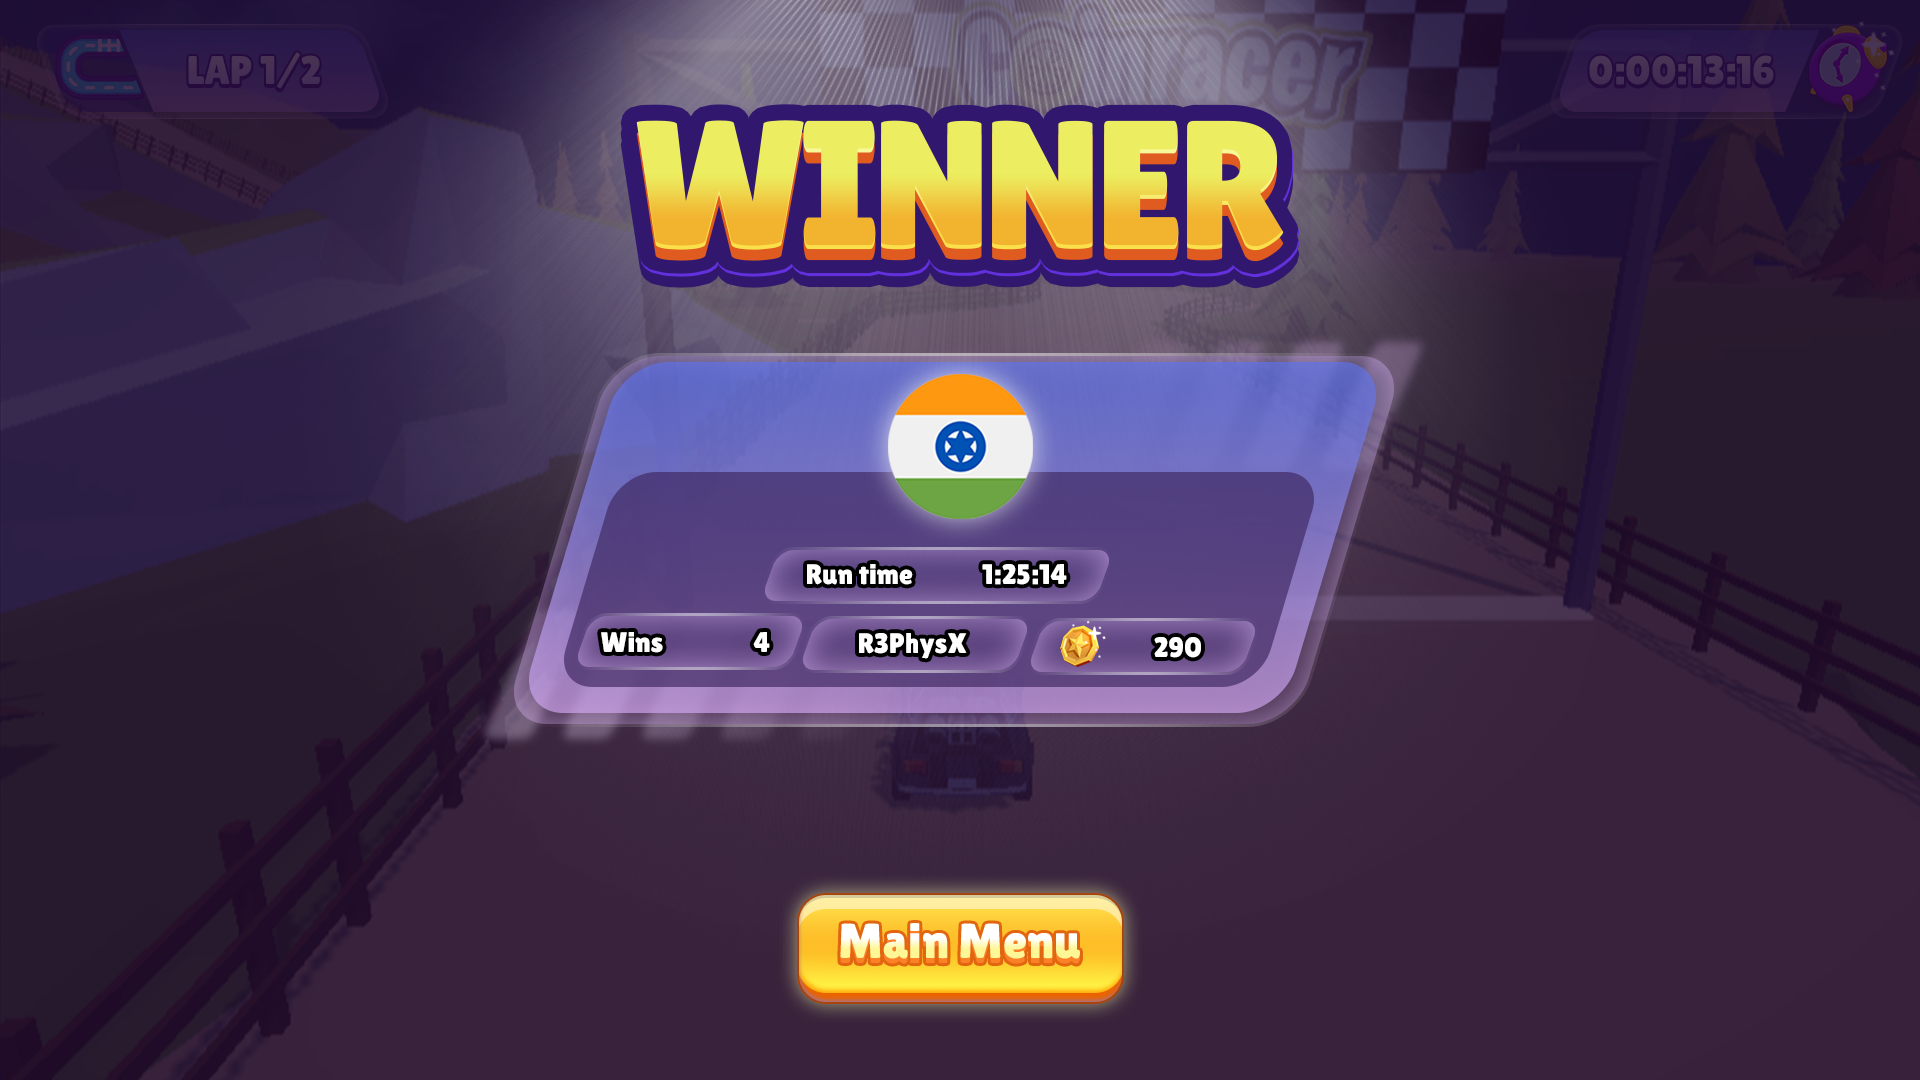 LAP 1/2
0:00:13:16
WINNER
Run time 1:25:14
Wins 4
R3PhysX
290
Main Menu